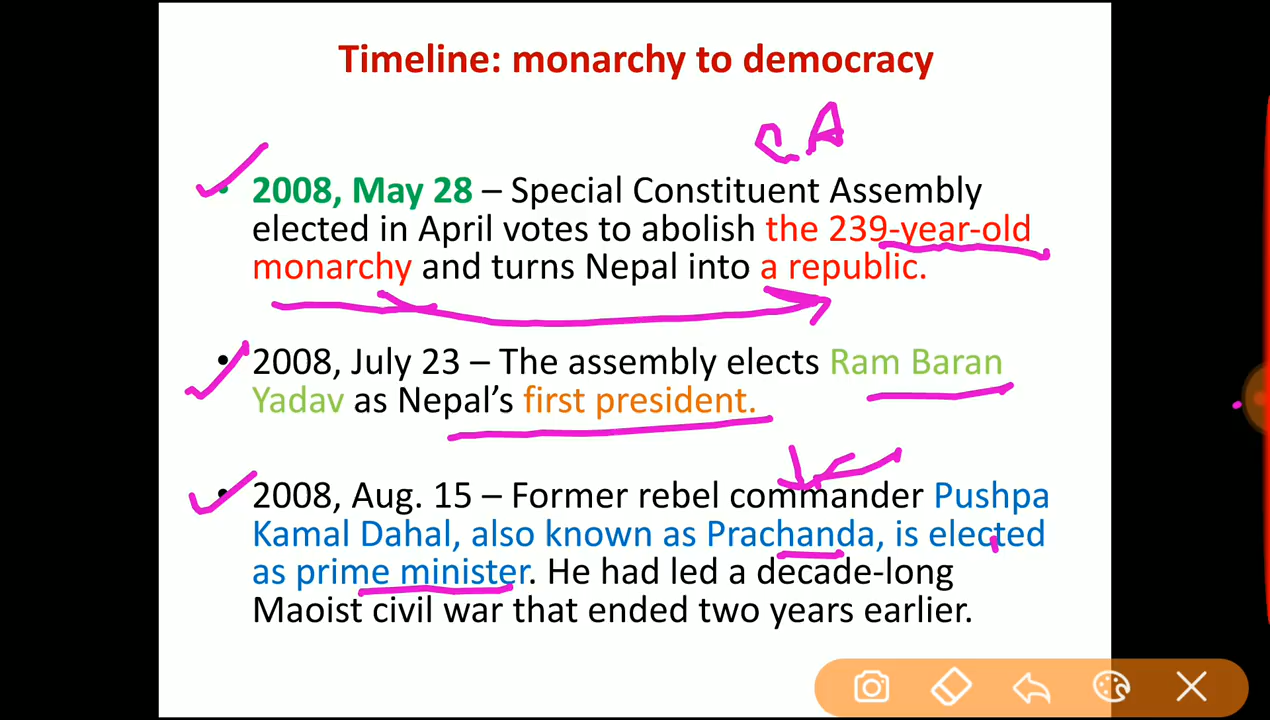 Timeline: monarchy to democracy
CA
• 2008, May 28 – Special Constituent Assembly
elected in April votes to abolish the 239-year-old
monarchy and turns Nepal into a republic.
• 2008, July 23 – The assembly elects Ram Baran
Yadav as Nepal’s first president.
• 2008, Aug. 15 – Former rebel commander Pushpa
Kamal Dahal, also known as Prachanda, is elected
as prime minister. He had led a decade-long
Maoist civil war that ended two years earlier.